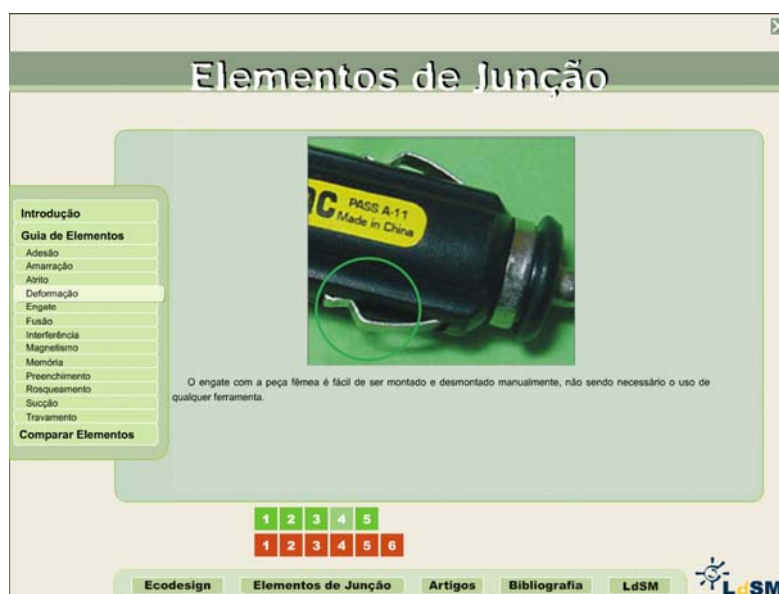 Elementos de Junção
PASS A-11
Made in China
Introdução
Guia de Elementos
Adesão
Amarração
Atrito
Deformação
Engate
Fusão
Interferência
Magnetismo
Memória
Preenchimento
Rosqueamento
Sucção
Travamento
Comparar Elementos
O engate com a peça fêmea é fácil de ser montado e desmontado manualmente, não sendo necessário o uso de
qualquer ferramenta.
1 2 3 4 5
1 2 3 4 5 6
Ecodesign Elementos de Junção Artigos Bibliografia LdSM
LdSM